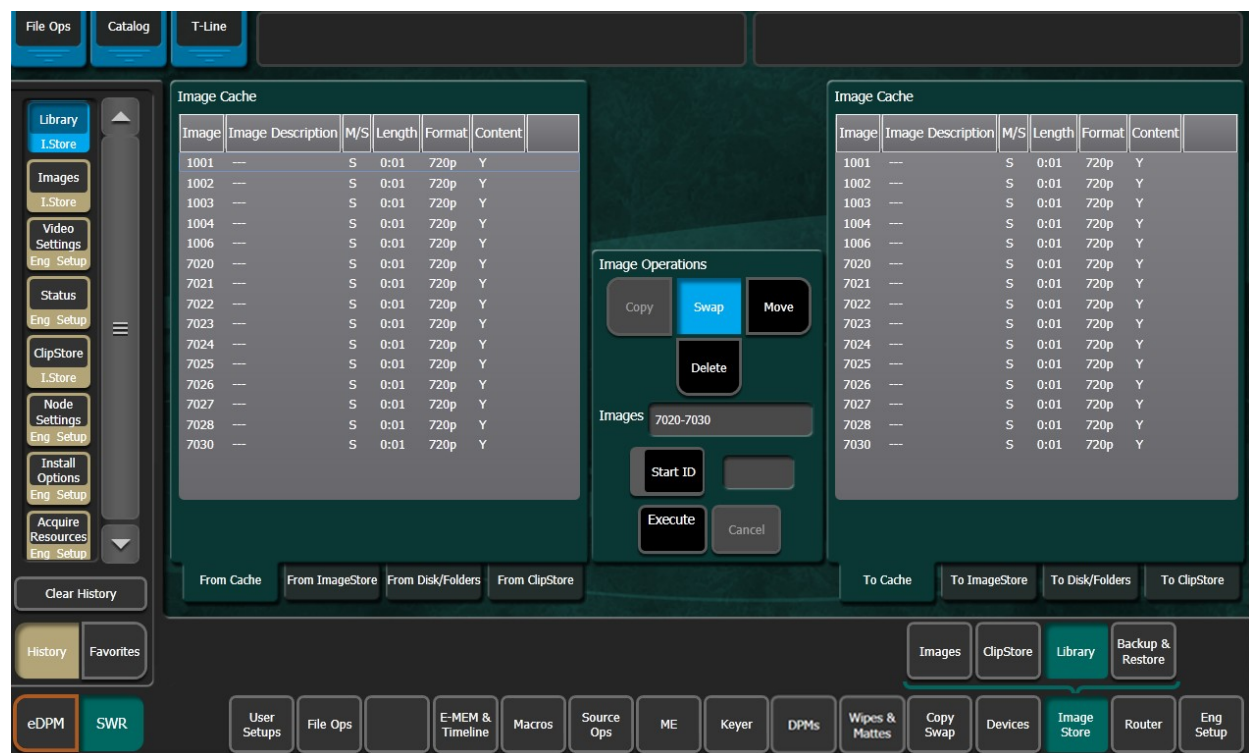 File Ops Catalog T-Line
Library
I.Store
Images
I.Store
Video
Settings
Eng Setup
Status
Eng Setup
ClipStore
I.Store
Node
Settings
Eng Setup
Install
Options
Eng Setup
Acquire
Resources
Eng Setup
Clear History
History Favorites
eDPM SWR
Image Cache
Image Image Description M/S Length Format Content
1001 --- S 0:01 720p Y
1002 --- S 0:01 720p Y
1003 --- S 0:01 720p Y
1004 --- S 0:01 720p Y
1006 --- S 0:01 720p Y
7020 --- S 0:01 720p Y
7021 --- S 0:01 720p Y
7022 --- S 0:01 720p Y
7023 --- S 0:01 720p Y
7024 --- S 0:01 720p Y
7025 --- S 0:01 720p Y
7026 --- S 0:01 720p Y
7027 --- S 0:01 720p Y
7028 --- S 0:01 720p Y
7030 --- S 0:01 720p Y
From Cache From ImageStore From Disk/Folders From ClipStore
Image Operations
Copy Swap Move
Delete
Images 7020-7030
Start ID
Execute Cancel
Image Cache
Image Image Description M/S Length Format Content
1001 --- S 0:01 720p Y
1002 --- S 0:01 720p Y
1003 --- S 0:01 720p Y
1004 --- S 0:01 720p Y
1006 --- S 0:01 720p Y
7020 --- S 0:01 720p Y
7021 --- S 0:01 720p Y
7022 --- S 0:01 720p Y
7023 --- S 0:01 720p Y
7024 --- S 0:01 720p Y
7025 --- S 0:01 720p Y
7026 --- S 0:01 720p Y
7027 --- S 0:01 720p Y
7028 --- S 0:01 720p Y
7030 --- S 0:01 720p Y
To Cache To ImageStore To Disk/Folders To ClipStore
Images ClipStore Library Backup &
Restore
User
Setups
File Ops
E-MEM &
Timeline
Macros
Source
Ops
ME
Keyer
DPMs
Wipes &
Mattes
Copy
Swap
Devices
Image
Store
Router
Eng
Setup